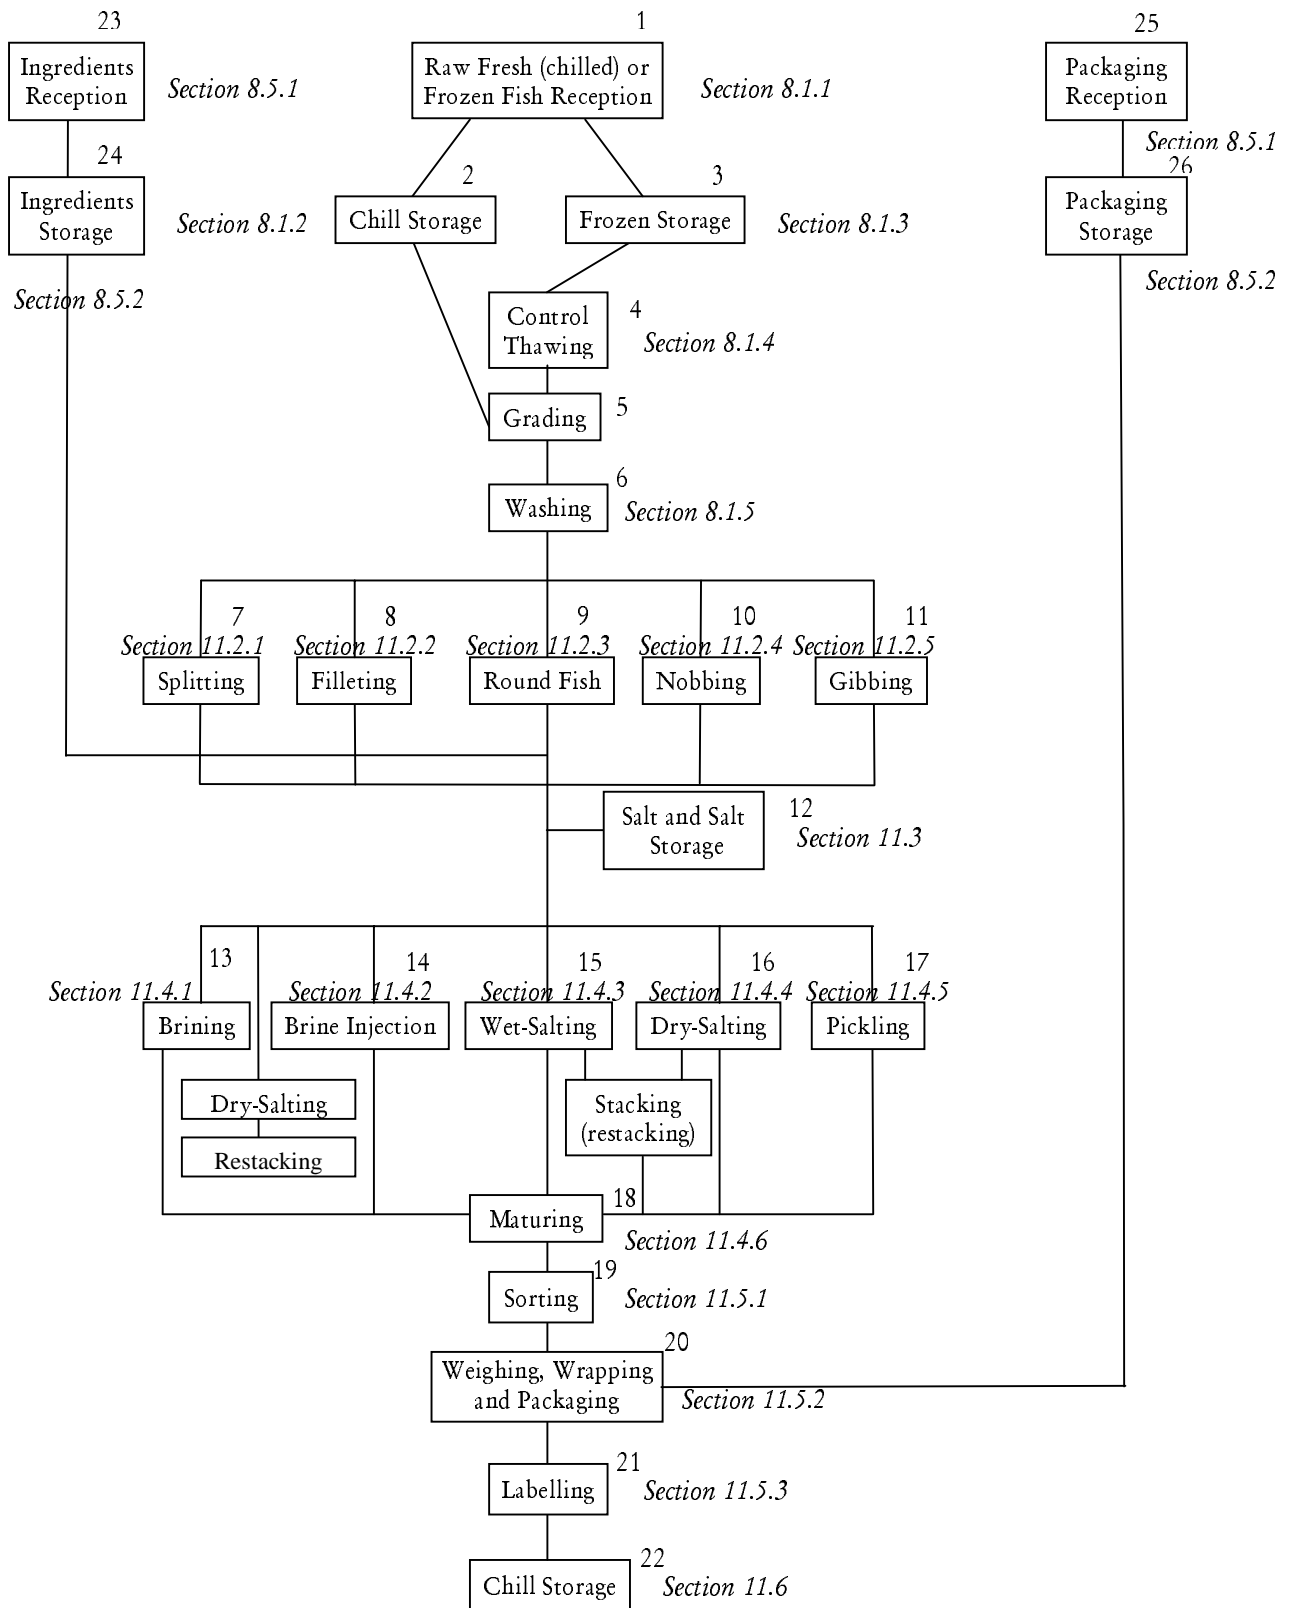 23
1
25
Ingredients
Reception
Section 8.5.1
Raw Fresh (chilled) or
Frozen Fish Reception
Section 8.1.1
Packaging
Reception
Section 8.5.1
24
2
3
26
Ingredients
Storage
Section 8.1.2
Chill Storage
Frozen Storage
Section 8.1.3
Packaging
Storage
Section 8.5.2
Section 8.5.2
Control
Thawing
4
Section 8.1.4
Grading
5
6
Washing
Section 8.1.5
7
8
9
10
11
Section 11.2.1
Section 11.2.2
Section 11.2.3
Section 11.2.4
Section 11.2.5
Splitting
Filleting
Round Fish
Nobbing
Gibbing
Salt and Salt
Storage
12
Section 11.3
13
14
15
16
17
Section 11.4.1
Section 11.4.2
Section 11.4.3
Section 11.4.4
Section 11.4.5
Brining
Brine Injection
Wet-Salting
Dry-Salting
Pickling
Dry-Salting
Restacking
Stacking
(restacking)
18
Maturing
Section 11.4.6
19
Sorting
Section 11.5.1
20
Weighing, Wrapping
and Packaging
Section 11.5.2
21
Labelling
Section 11.5.3
22
Chill Storage
Section 11.6